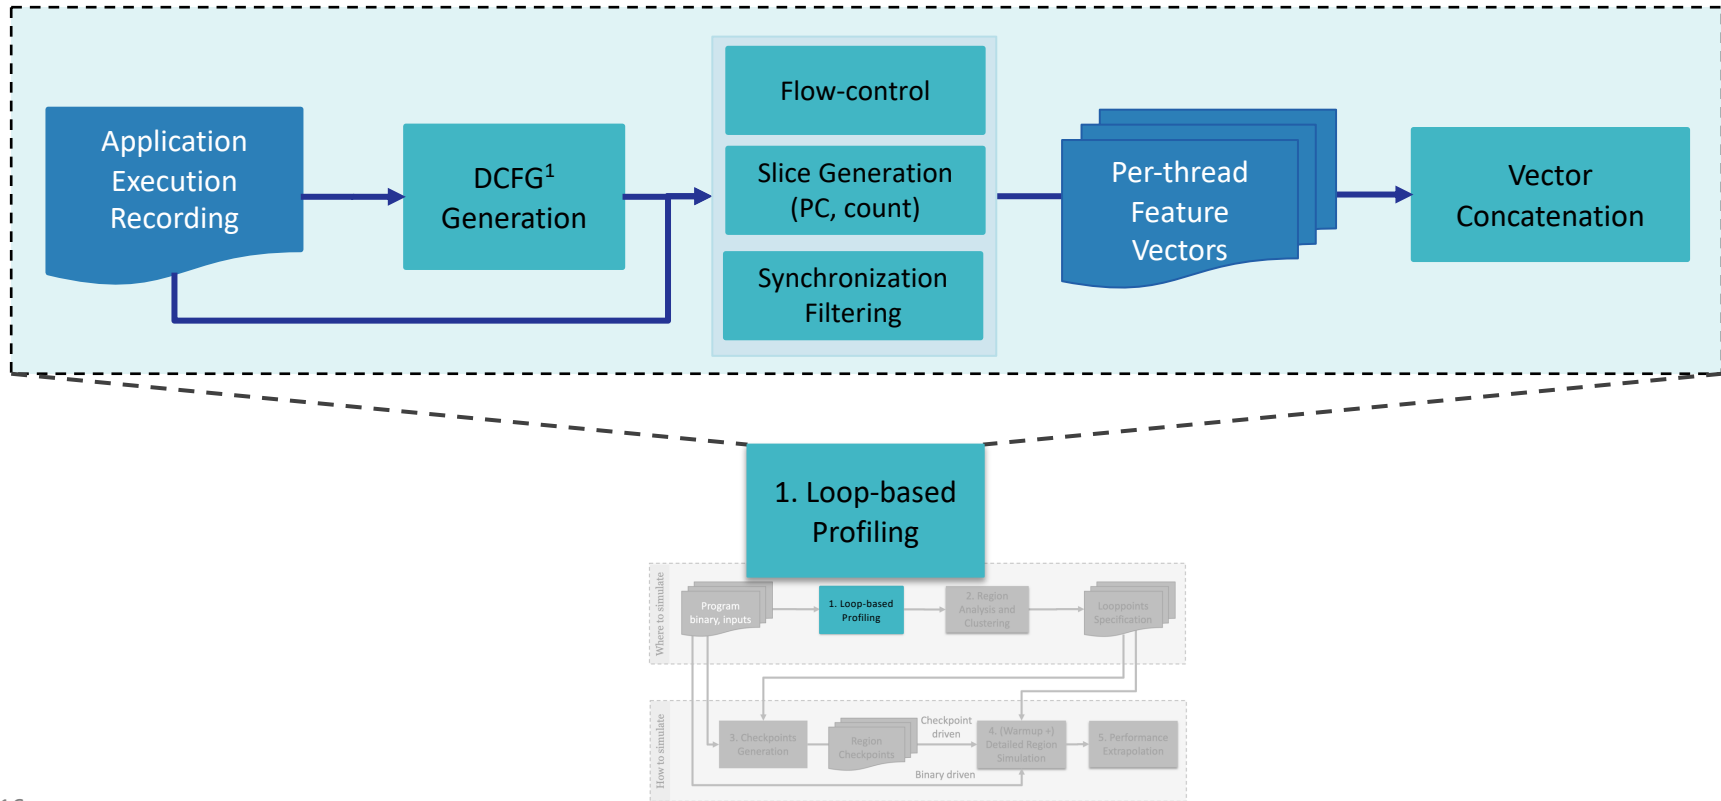 Application
Execution
Recording
DCFG¹
Generation
Flow-control
Slice Generation
(PC, count)
Synchronization
Filtering
Per-thread
Feature
Vectors
Vector
Concatenation
1. Loop-based
Profiling
Where to simulate
Program
binary, inputs
1. Loop-based
Profiling
2. Region
Analysis and
Clustering
Looppoints
Specification
How to simulate
3. Checkpoints
Generation
Region
Checkpoints
Checkpoint
driven
Binary driven
4. (Warmup +)
Detailed Region
Simulation
5. Performance
Extrapolation